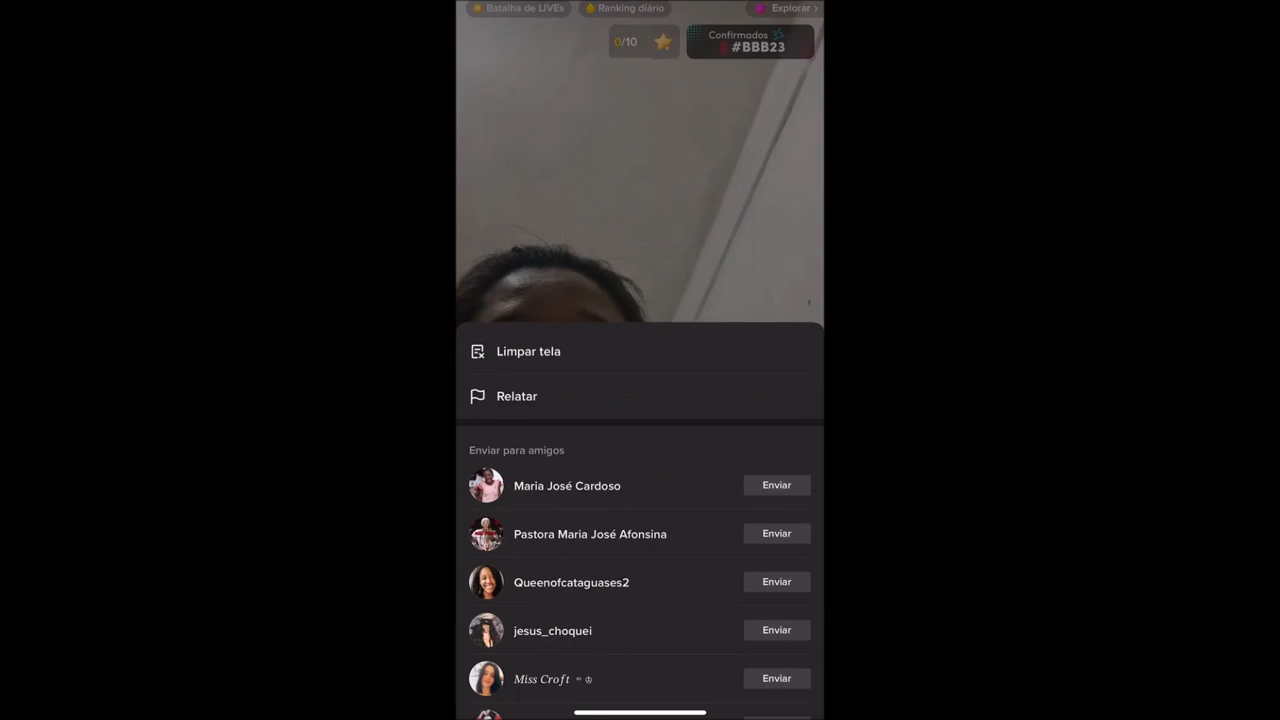 Batalha de LIVEs
Ranking diário
Explorar >
0/10
Confirmados
#BBB23
Limpar tela
Relatar
Enviar para amigos
Maria José Cardoso
Enviar
Pastora Maria José Afonsina
Enviar
Queenofcataguases2
Enviar
jesus_choquei
Enviar
Miss Croft
Enviar